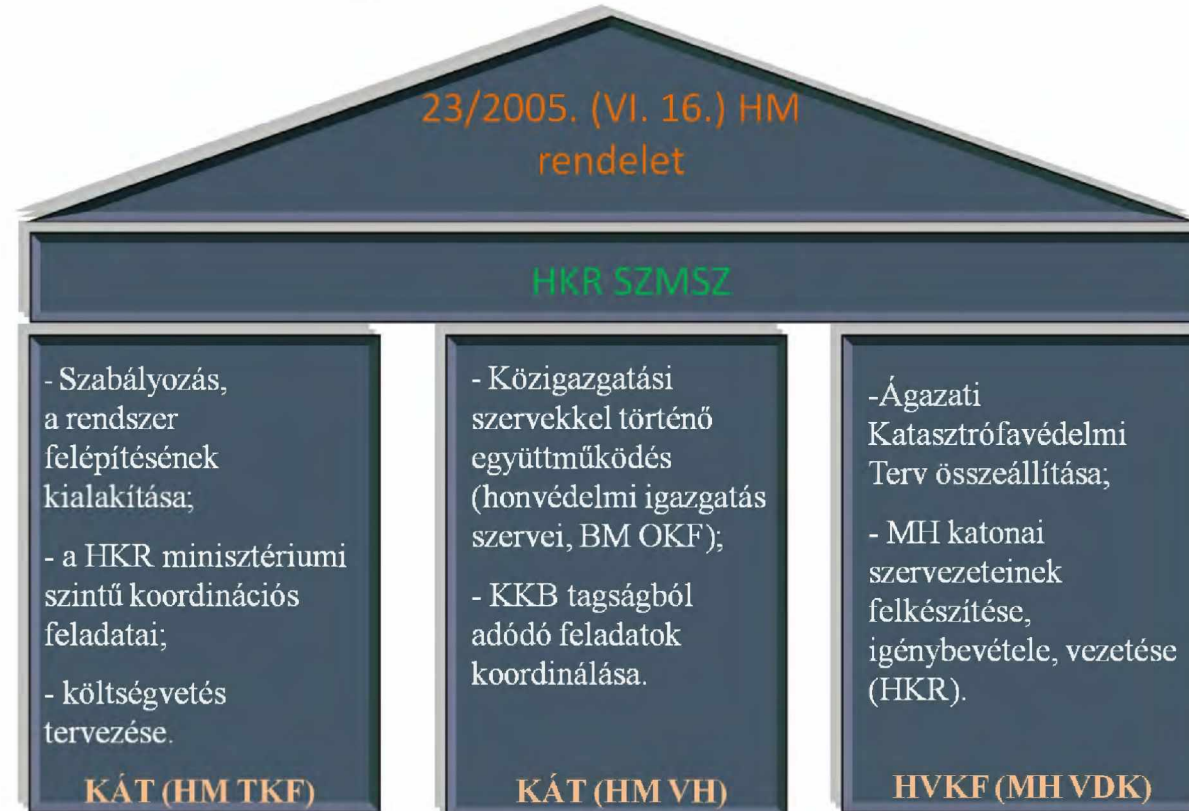 23/2005. (VI. 16.) HM
rendelet
HKR SZMSZ
- Szabályozás,
a rendszer
felépítésének
kialakítása;
- a HKR minisztériumi
szintű koordinációs
feladatai;
- költségvetés
tervezése.
KÁT (HM TKF)
- Közigazgatási
szervekkel történő
együttműködés
(honvédelmi igazgatás
szervei, BM OKF);
- KKB tagságból
adódó feladatok
koordinálása.
KÁT (HM VH)
-Ágazati
Katasztrófavédelmi
Terv összeállítása;
- MH katonai
szervezeteinek
felkészítése,
igénybevétele, vezetése
(HKR).
HVKF (MH VDK)